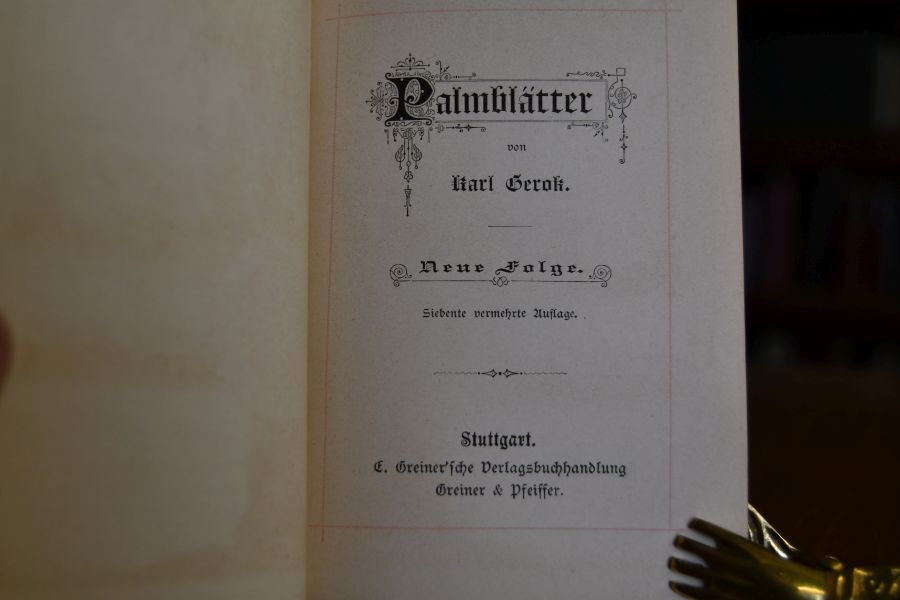 Palmblätter
von
Karl Gerok.
Neue Folge.
Siebente vermehrte Auflage.
Stuttgart.
C. Greiner'sche Verlagsbuchhandlung
Greiner & Pfeiffer.